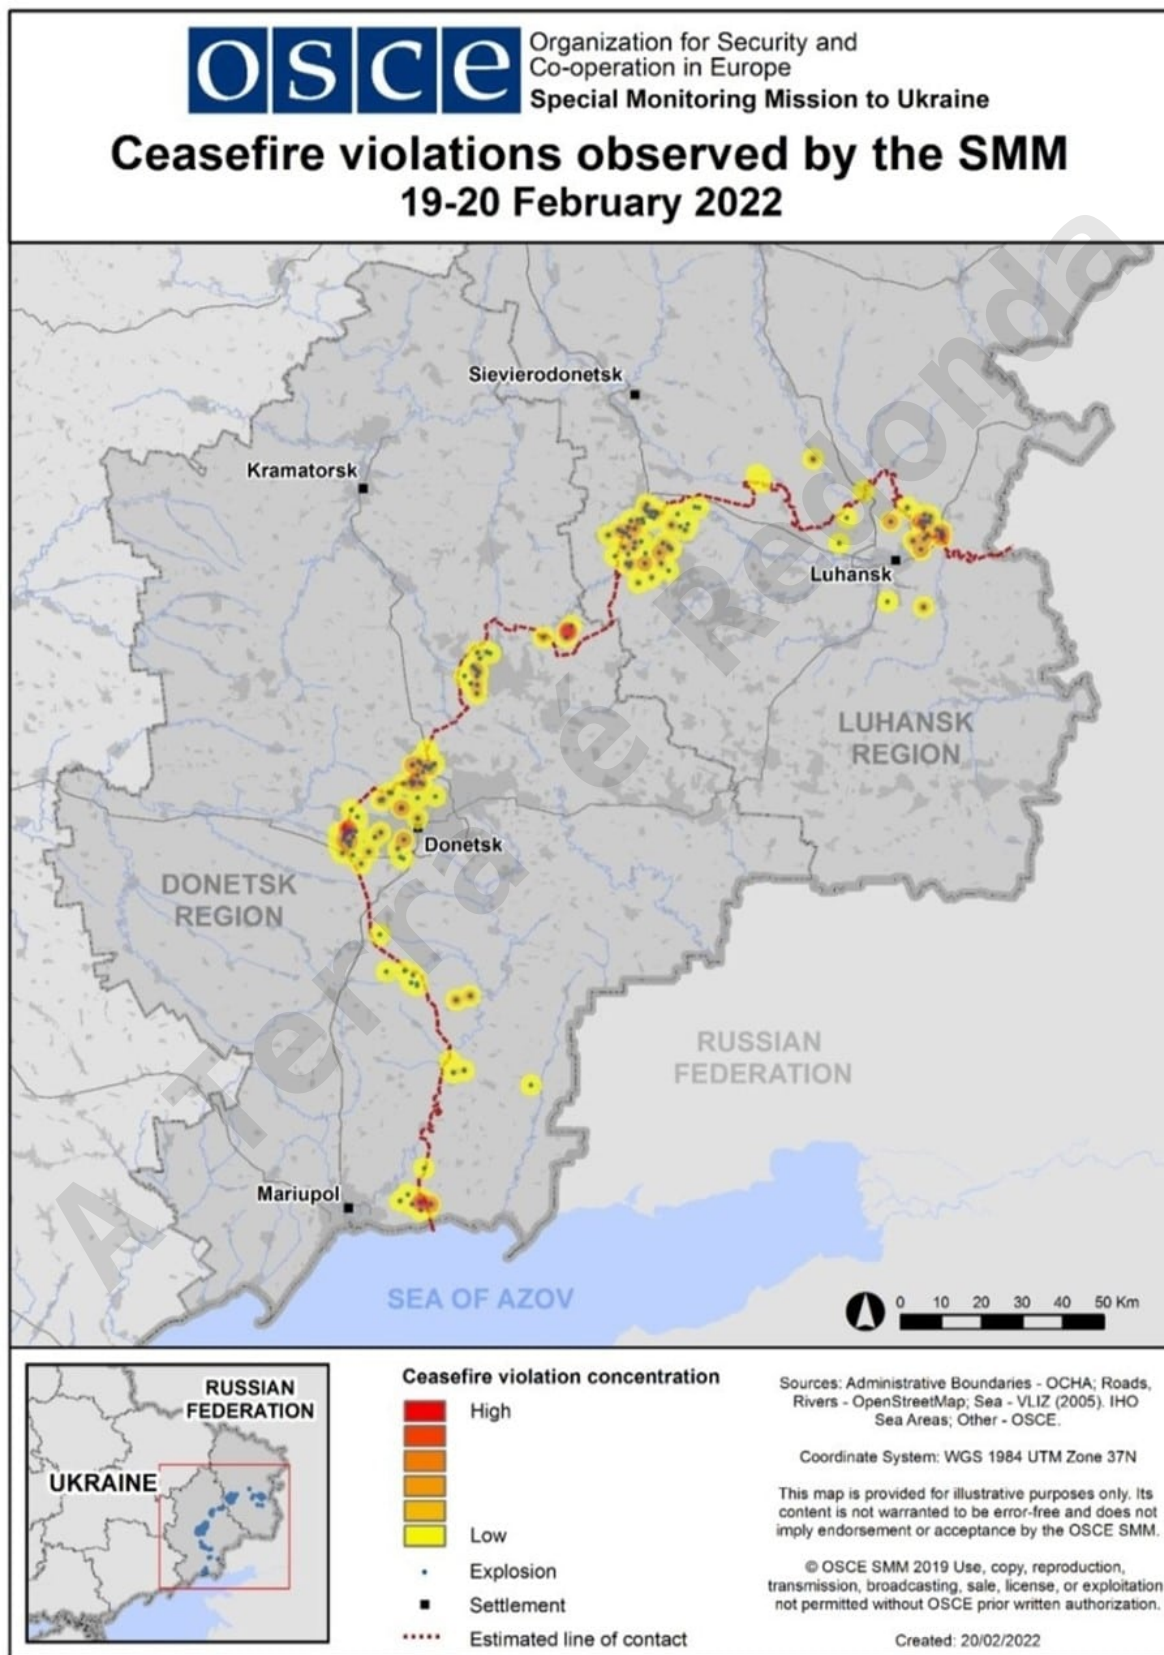 osce
Organization for Security and
Co-operation in Europe
Special Monitoring Mission to Ukraine
Ceasefire violations observed by the SMM
19-20 February 2022
Sievierodonetsk
Kramatorsk
Luhansk
LUHANSK
REGION
Donetsk
DONETSK
REGION
RUSSIAN
FEDERATION
Mariupol
SEA OF AZOV
0 10 20 30 40 50 Km
A Terra é Redonda
RUSSIAN
FEDERATION
UKRAINE
Ceasefire violation concentration
High
Low
Explosion
Settlement
Estimated line of contact
Sources: Administrative Boundaries - OCHA; Roads,
Rivers - OpenStreetMap; Sea - VLIZ (2005). IHO
Sea Areas; Other - OSCE.
Coordinate System: WGS 1984 UTM Zone 37N
This map is provided for illustrative purposes only. Its
content is not warranted to be error-free and does not
imply endorsement or acceptance by the OSCE SMM.
© OSCE SMM 2019 Use, copy, reproduction,
transmission, broadcasting, sale, license, or exploitation
not permitted without OSCE prior written authorization.
Created: 20/02/2022